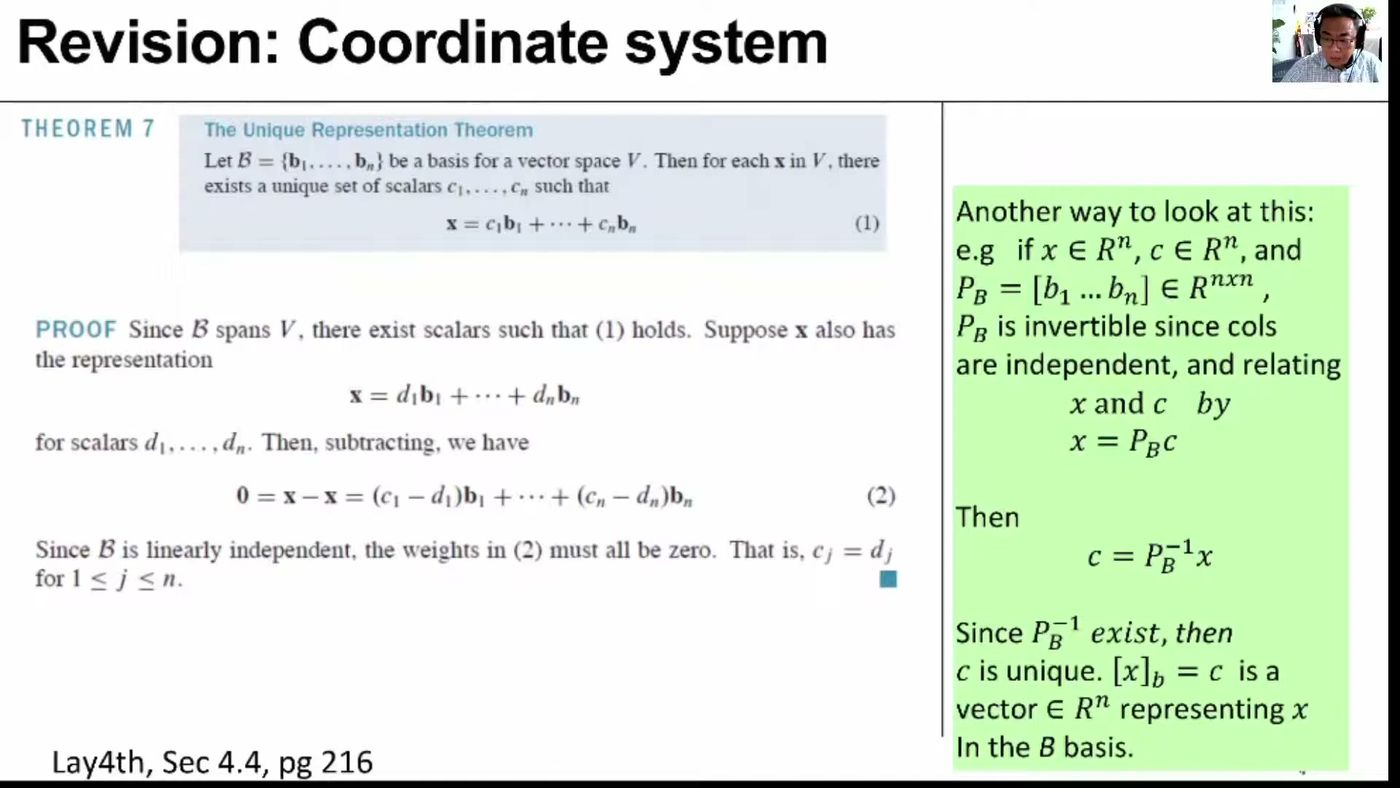 Revision: Coordinate system
THEOREM 7
The Unique Representation Theorem
Let ℬ = {b₁, . . . , bₙ} be a basis for a vector space V. Then for each x in V, there
exists a unique set of scalars c₁, . . . , cₙ such that
x = c₁b₁ + ··· + cₙbₙ (1)
PROOF Since ℬ spans V, there exist scalars such that (1) holds. Suppose x also has
the representation
x = d₁b₁ + ··· + dₙbₙ
for scalars d₁, . . . , dₙ. Then, subtracting, we have
0 = x − x = (c₁ − d₁)b₁ + ··· + (cₙ − dₙ)bₙ (2)
Since ℬ is linearly independent, the weights in (2) must all be zero. That is, cⱼ = dⱼ
for 1 ≤ j ≤ n.
Lay4th, Sec 4.4, pg 216
Another way to look at this:
e.g if x ∈ Rⁿ, c ∈ Rⁿ, and
P_B = [b₁ … bₙ] ∈ Rⁿˣⁿ ,
P_B is invertible since cols
are independent, and relating
x and c by
x = P_B c
Then
c = P_B⁻¹x
Since P_B⁻¹ exist, then
c is unique. [x]_b = c is a
vector ∈ Rⁿ representing x
In the B basis.